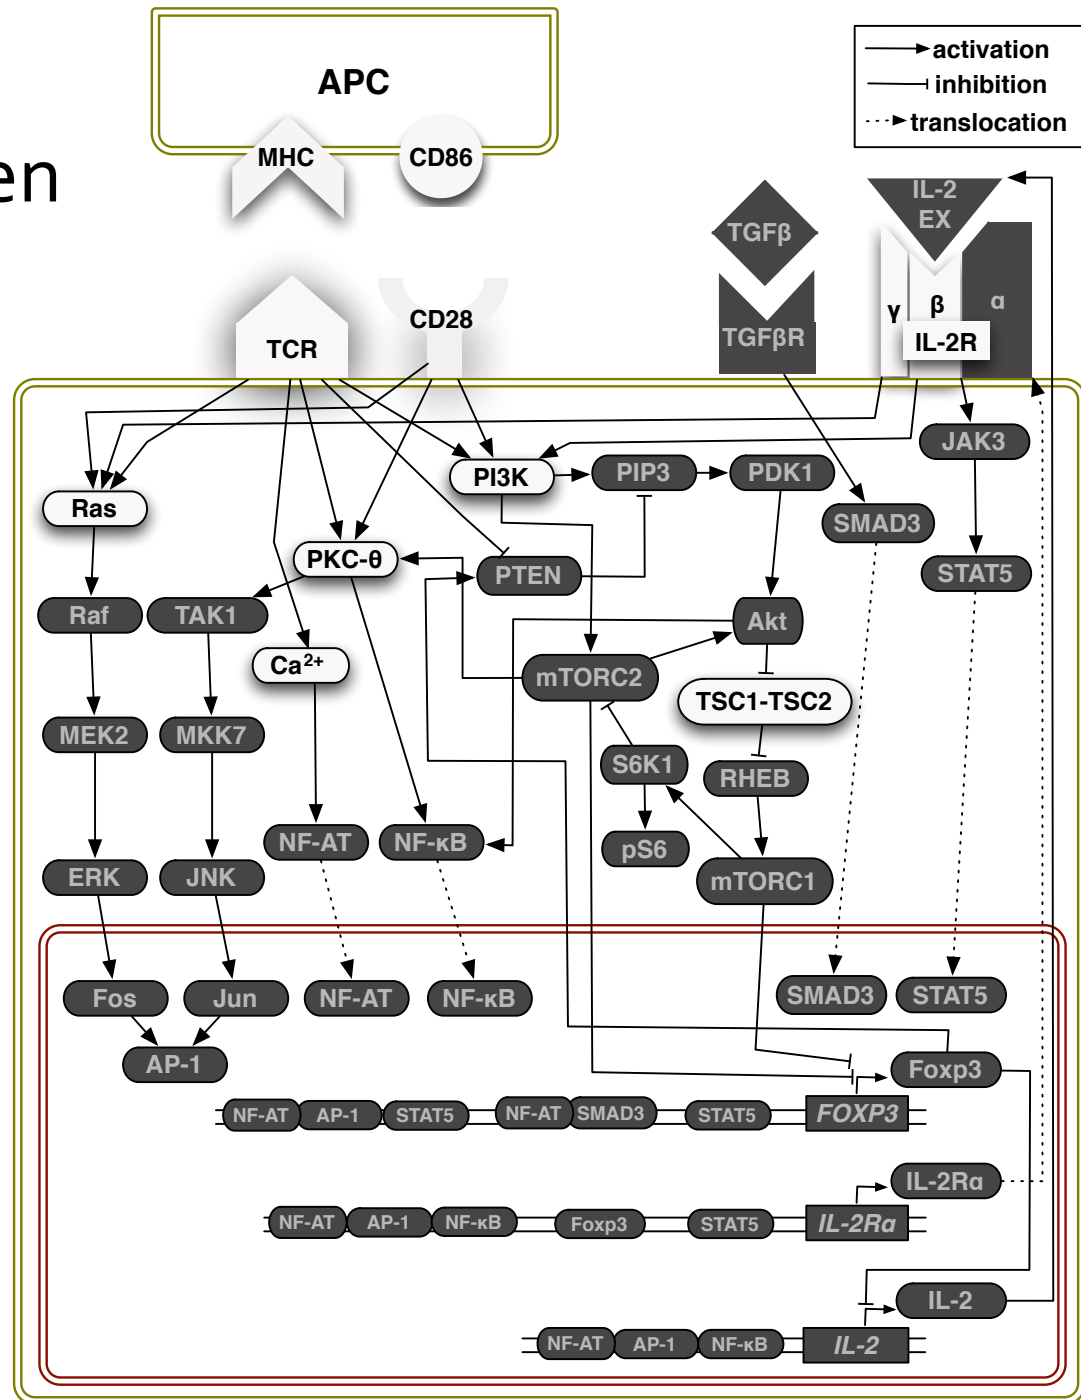 APC
activation
inhibition
translocation
en
MHC
CD86
IL-2
EX
TGFβ
TCR
CD28
TGFβR
γ
β
α
IL-2R
JAK3
PI3K
PIP3
PDK1
Ras
SMAD3
PKC-θ
PTEN
STAT5
Raf
TAK1
Akt
Ca2+
mTORC2
TSC1-TSC2
MEK2
MKK7
S6K1
RHEB
NF-AT
NF-κB
pS6
ERK
JNK
mTORC1
Fos
Jun
NF-AT
NF-κB
SMAD3
STAT5
AP-1
Foxp3
NF-AT
AP-1
STAT5
NF-AT
SMAD3
STAT5
FOXP3
IL-2Rα
NF-AT
AP-1
NF-κB
Foxp3
STAT5
IL-2Rα
IL-2
NF-AT
AP-1
NF-κB
IL-2